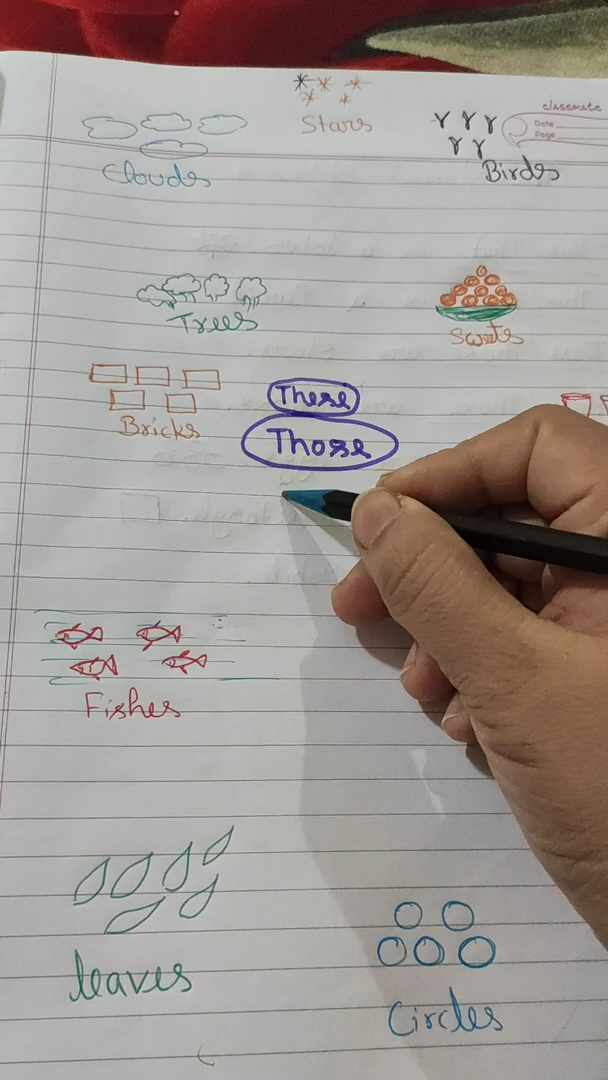 classmate
Date
Page
Stars
Clouds
Birds
Trees
Sweets
These
Bricks
Those
Fishes
leaves
Circles